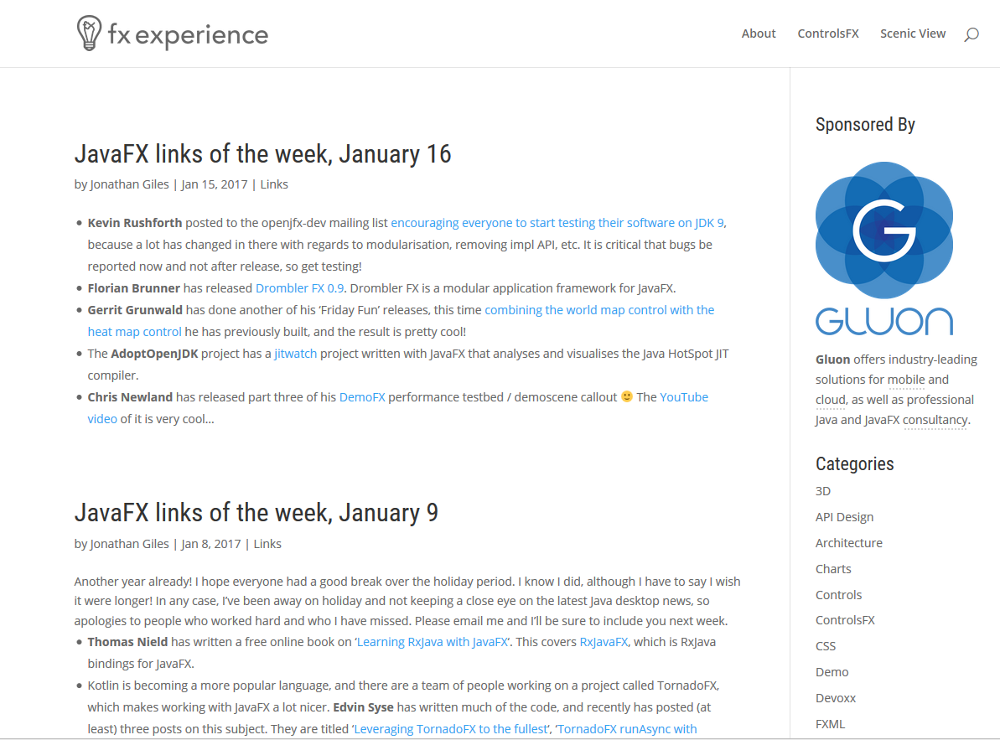 fx experience
About ControlsFX Scenic View
JavaFX links of the week, January 16
by Jonathan Giles | Jan 15, 2017 | Links
• Kevin Rushforth posted to the openjfx-dev mailing list encouraging everyone to start testing their software on JDK 9,
because a lot has changed in there with regards to modularisation, removing impl API, etc. It is critical that bugs be
reported now and not after release, so get testing!
• Florian Brunner has released Drombler FX 0.9. Drombler FX is a modular application framework for JavaFX.
• Gerrit Grunwald has done another of his ‘Friday Fun’ releases, this time combining the world map control with the
heat map control he has previously built, and the result is pretty cool!
• The AdoptOpenJDK project has a jitwatch project written with JavaFX that analyses and visualises the Java HotSpot JIT
compiler.
• Chris Newland has released part three of his DemoFX performance testbed / demoscene callout 🙂 The YouTube
video of it is very cool…
JavaFX links of the week, January 9
by Jonathan Giles | Jan 8, 2017 | Links
Another year already! I hope everyone had a good break over the holiday period. I know I did, although I have to say I wish
it were longer! In any case, I’ve been away on holiday and not keeping a close eye on the latest Java desktop news, so
apologies to people who worked hard and who I have missed. Please email me and I’ll be sure to include you next week.
• Thomas Nield has written a free online book on ‘Learning RxJava with JavaFX‘. This covers RxJavaFX, which is RxJava
bindings for JavaFX.
• Kotlin is becoming a more popular language, and there are a team of people working on a project called TornadoFX,
which makes working with JavaFX a lot nicer. Edvin Syse has written much of the code, and recently has posted (at
least) three posts on this subject. They are titled ‘Leveraging TornadoFX to the fullest‘, ‘TornadoFX runAsync with
Sponsored By
G
GLUON
Gluon offers industry-leading
solutions for mobile and
cloud, as well as professional
Java and JavaFX consultancy.
Categories
3D
API Design
Architecture
Charts
Controls
ControlsFX
CSS
Demo
Devoxx
FXML